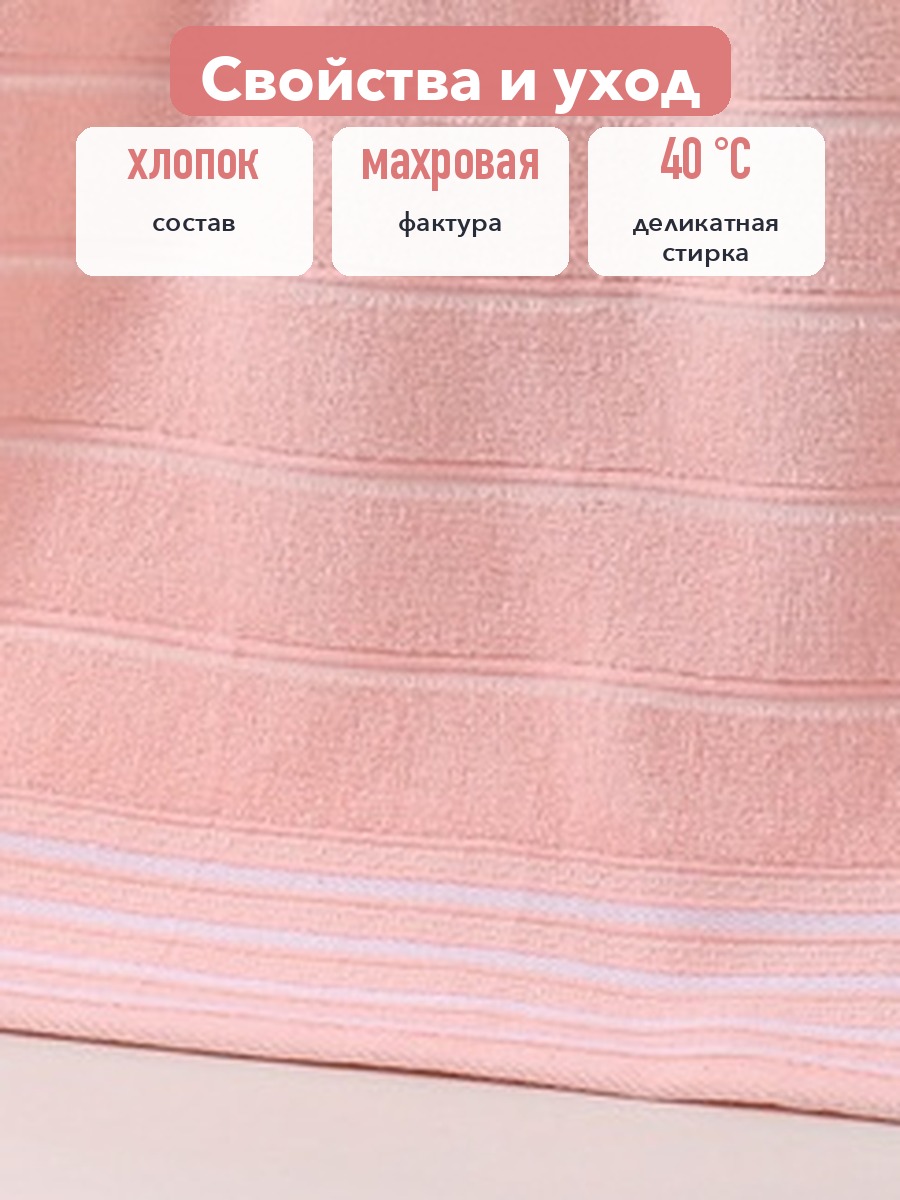 Свойства и уход
хлопок
состав
махровая
фактура
40 °C
деликатная
стирка